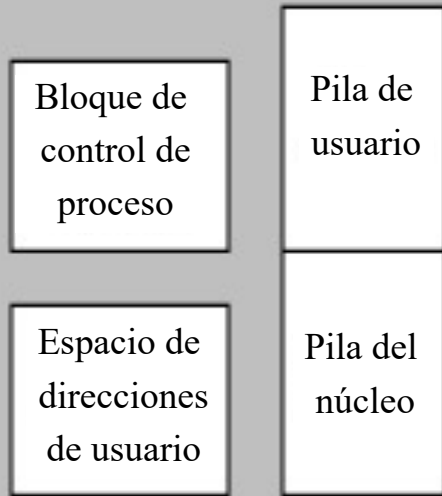 Bloque de
control de
proceso
Pila de
usuario
Espacio de
direcciones
de usuario
Pila del
núcleo